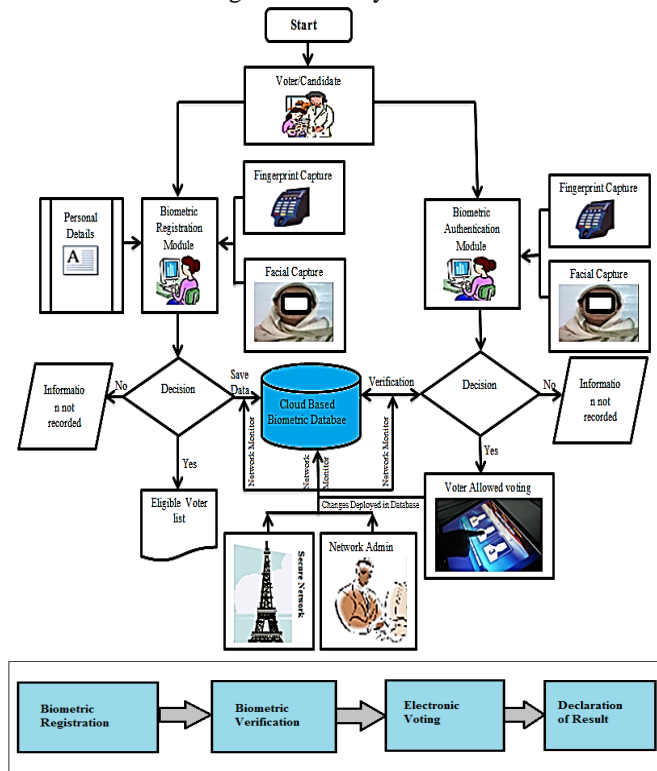 Start
Voter/Candidate
Fingerprint Capture
Fingerprint Capture
Personal
Details
A
Biometric
Registration
Module
Biometric
Authentication
Module
Facial Capture
Facial Capture
Informatio
n not
recorded
No
Decision
Save
Data
Cloud Based
Biometric Databae
Verification
Decision
No
Informatio
n not
recorded
Yes
Network Monitor
Network
Monitor
Network Monitor
Yes
Eligible Voter
list
Changes Deployed in Database
Voter Allowed voting
Secure Network
Network Admin
Biometric
Registration
Biometric
Verification
Electronic
Voting
Declaration
of Result